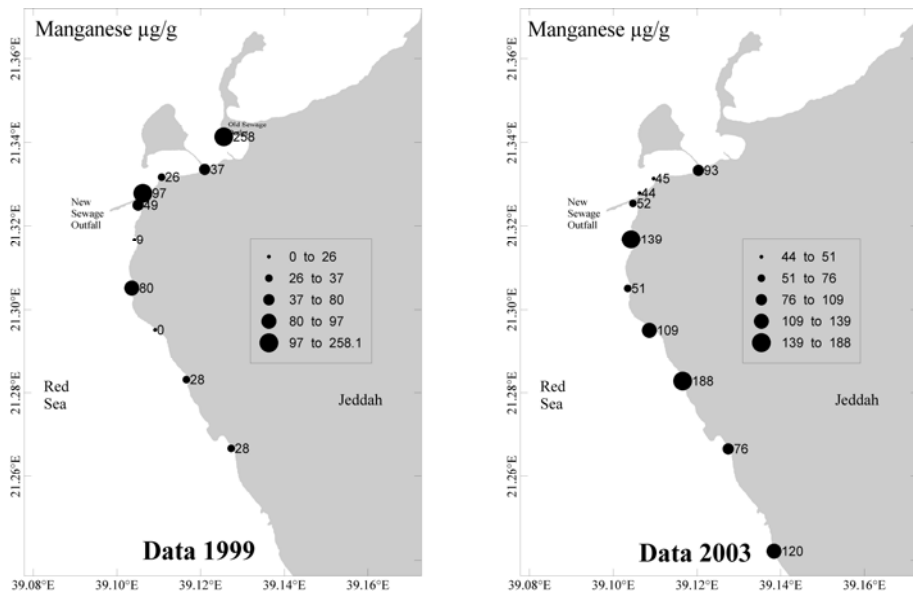 Manganese µg/g
21.36°E
21.34°E
21.32°E
21.30°E
21.28°E
21.26°E
Old Sewage
258
37
26
97
49
New
Sewage
Outfall
9
80
0
28
28
0 to 26
26 to 37
37 to 80
80 to 97
97 to 258.1
Red
Sea
Jeddah
Data 1999
39.08°E 39.10°E 39.12°E 39.14°E 39.16°E
Manganese µg/g
21.36°E
21.34°E
21.32°E
21.30°E
21.28°E
21.26°E
93
45
44
52
New
Sewage
Outfall
139
51
109
188
76
120
44 to 51
51 to 76
76 to 109
109 to 139
139 to 188
Red
Sea
Jeddah
Data 2003
39.08°E 39.10°E 39.12°E 39.14°E 39.16°E